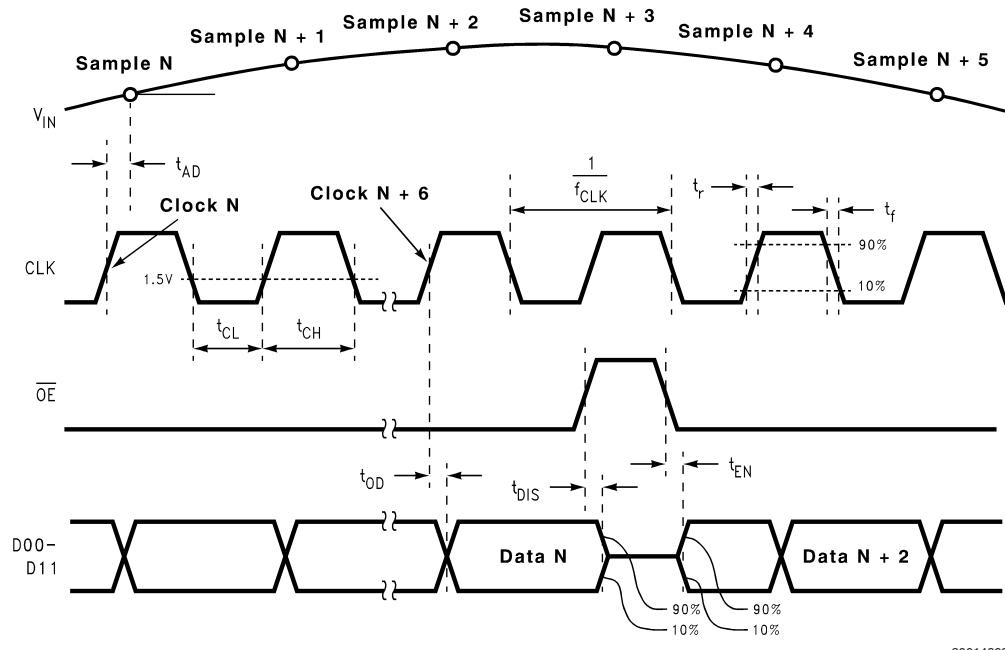 Sample N
Sample N + 1
Sample N + 2
Sample N + 3
Sample N + 4
Sample N + 5
VIN
tAD
Clock N
Clock N + 6
1
fCLK
tr
tf
CLK
1.5V
90%
10%
tCL
tCH
OE
tOD
tDIS
tEN
D00-
D11
Data N
Data N + 2
90%
10%
90%
10%